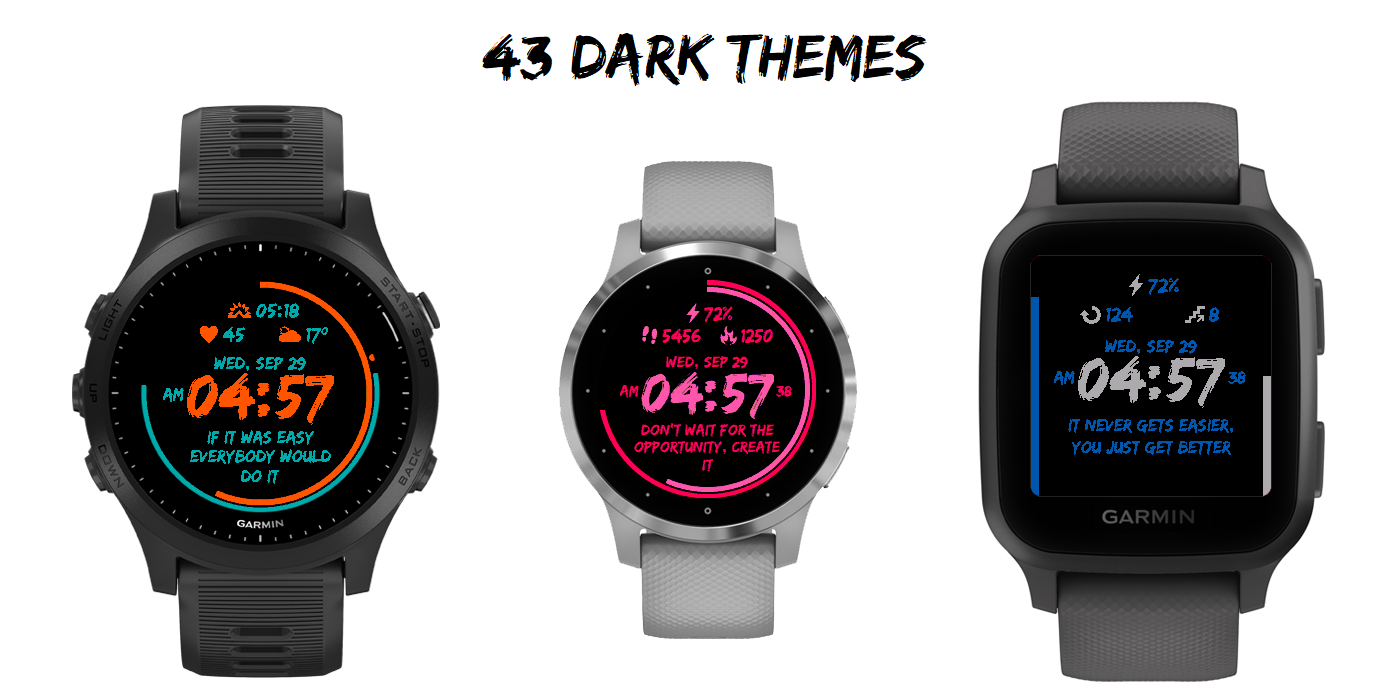 43 DARK THEMES
LIGHT
UP
DOWN
START·STOP
BACK
05:18
45 17°
WED, SEP 29
AM 04:57
IF IT WAS EASY
EVERYBODY WOULD
DO IT
GARMIN
72%
5456 1250
WED, SEP 29
AM 04:57 38
DON'T WAIT FOR THE
OPPORTUNITY, CREATE
IT
72%
124 8
WED, SEP 29
AM 04:57 38
IT NEVER GETS EASIER,
YOU JUST GET BETTER
GARMIN